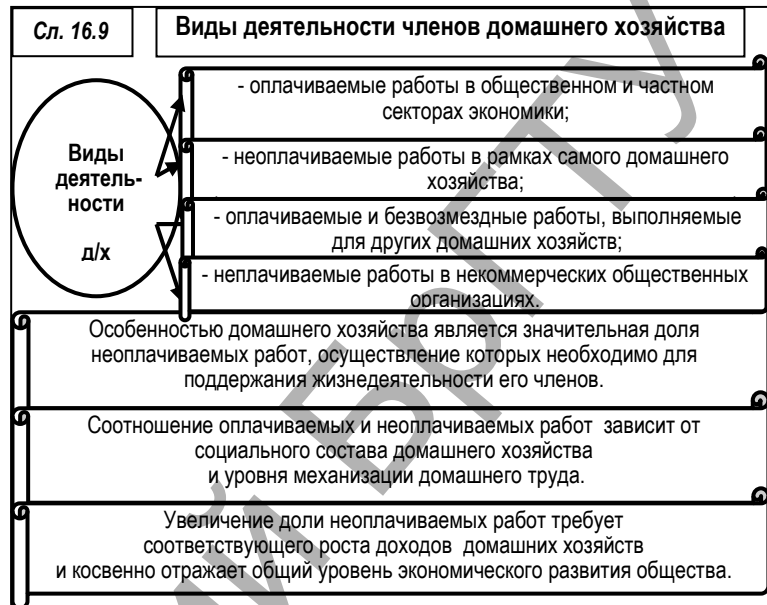 Сл. 16.9
Виды деятельности членов домашнего хозяйства
Виды
деятель-
ности
д/х
- оплачиваемые работы в общественном и частном
секторах экономики;
- неоплачиваемые работы в рамках самого домашнего
хозяйства;
- оплачиваемые и безвозмездные работы, выполняемые
для других домашних хозяйств;
- неплачиваемые работы в некоммерческих общественных
организациях.
Особенностью домашнего хозяйства является значительная доля
неоплачиваемых работ, осуществление которых необходимо для
поддержания жизнедеятельности его членов.
Соотношение оплачиваемых и неоплачиваемых работ зависит от
социального состава домашнего хозяйства
и уровня механизации домашнего труда.
Увеличение доли неоплачиваемых работ требует
соответствующего роста доходов домашних хозяйств
и косвенно отражает общий уровень экономического развития общества.
БрГТУ